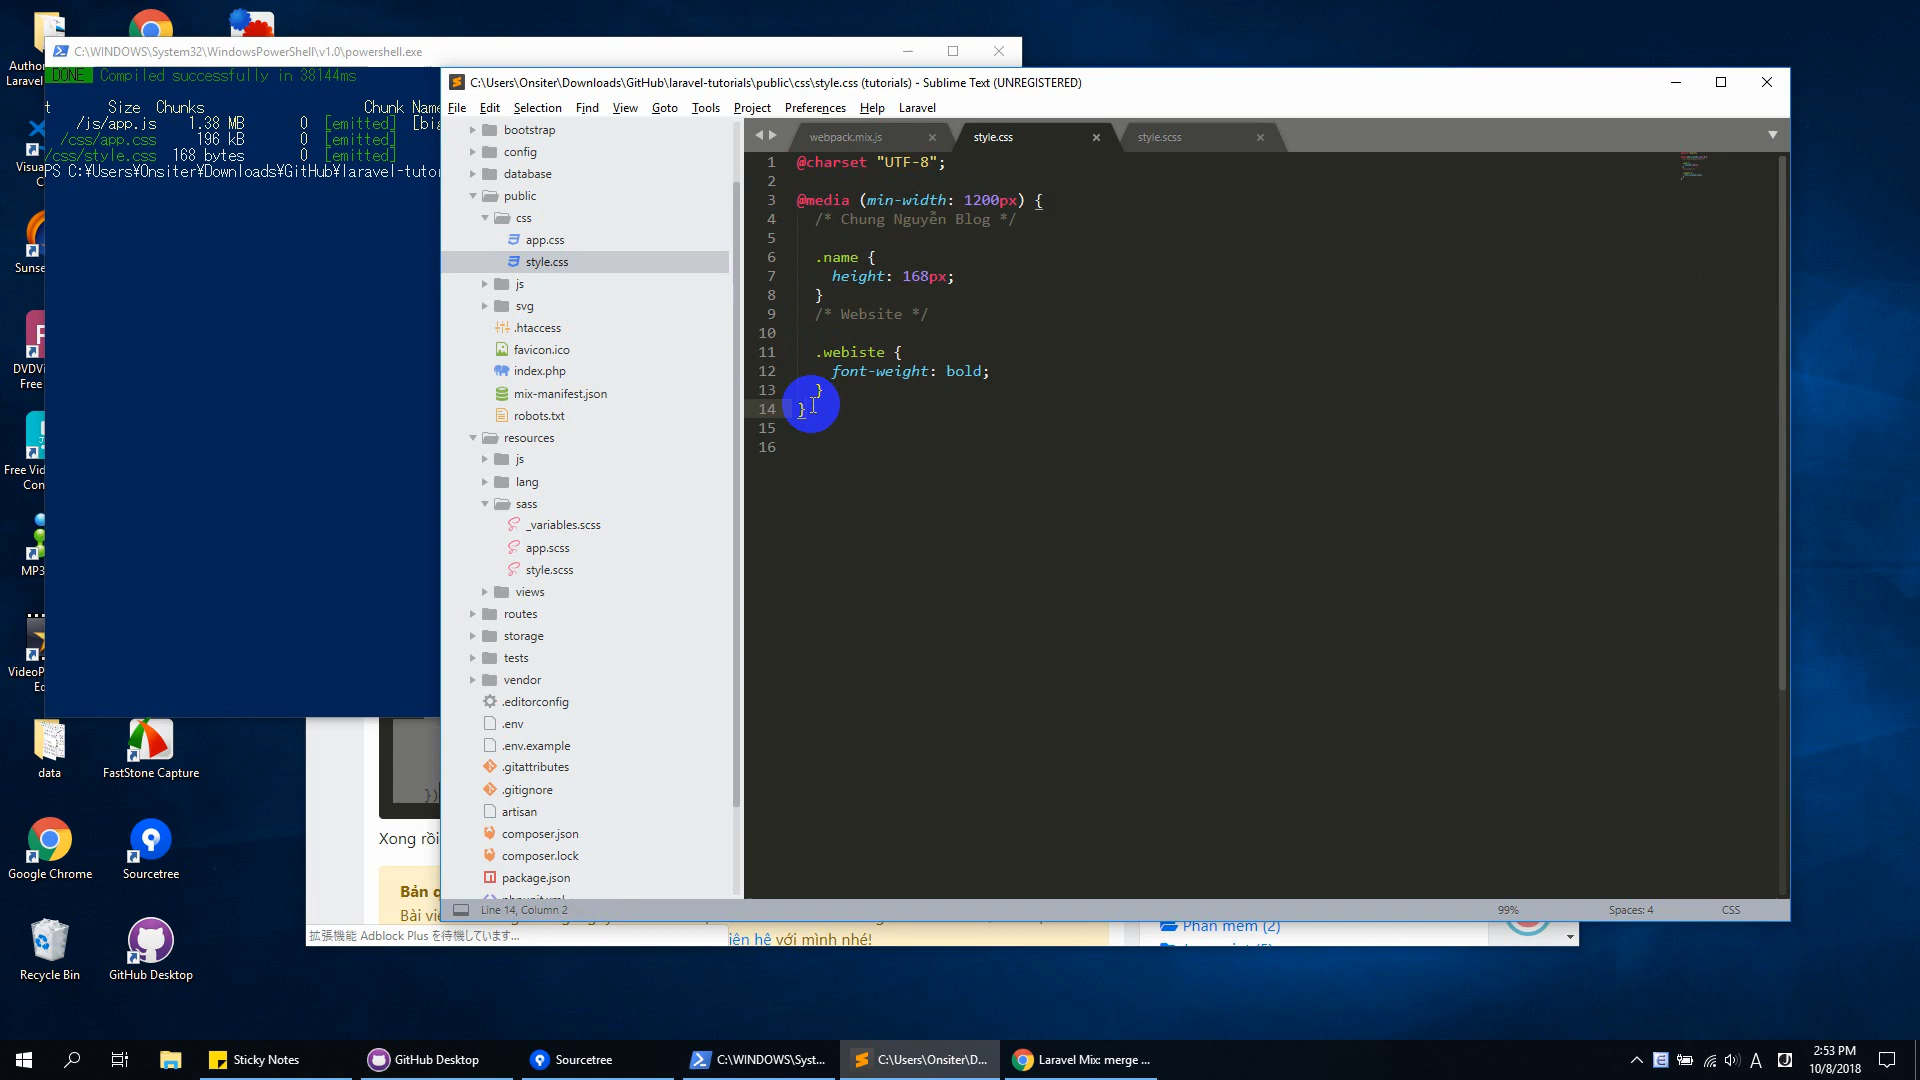 C:\WINDOWS\System32\WindowsPowerShell\v1.0\powershell.exe
DONE Compiled successfully in 38144ms
t Size Chunks Chunk Name
/js/app.js 1.38 MB 0 [emitted] [big
/css/app.css 196 kB 0 [emitted]
/css/style.css 168 bytes 0 [emitted]
PS C:¥Users¥Onsiter¥Downloads¥GitHub¥laravel-tutor
C:\Users\Onsiter\Downloads\GitHub\laravel-tutorials\public\css\style.css (tutorials) - Sublime Text (UNREGISTERED)
File Edit Selection Find View Goto Tools Project Preferences Help Laravel
bootstrap
config
database
public
css
app.css
style.css
js
svg
.htaccess
favicon.ico
index.php
mix-manifest.json
robots.txt
resources
js
lang
sass
_variables.scss
app.scss
style.scss
views
routes
storage
tests
vendor
.editorconfig
.env
.env.example
.gitattributes
.gitignore
artisan
composer.json
composer.lock
package.json
webpack.mix.js
style.css
style.scss
1 @charset "UTF-8";
2
3 @media (min-width: 1200px) {
4 /* Chung Nguyễn Blog */
5
6 .name {
7 height: 168px;
8 }
9 /* Website */
10
11 .webiste {
12 font-weight: bold;
13 }
14 }
15
16
Line 14, Column 2
99%
Spaces: 4
CSS
})
Xong rồi
Bản q
Bài viế
iên hệ với mình nhé!
Phần mềm (2)
拡張機能 Adblock Plus を待機しています...
Author
Laravel
Visua
C
Sunse
DVDVi
Free
Free Vid
Con
MP3
VideoP
Ec
data
FastStone Capture
Google Chrome
Sourcetree
Recycle Bin
GitHub Desktop
Sticky Notes
GitHub Desktop
Sourcetree
C:\WINDOWS\Syst...
C:\Users\Onsiter\D...
Laravel Mix: merge ...
A
2:53 PM
10/8/2018